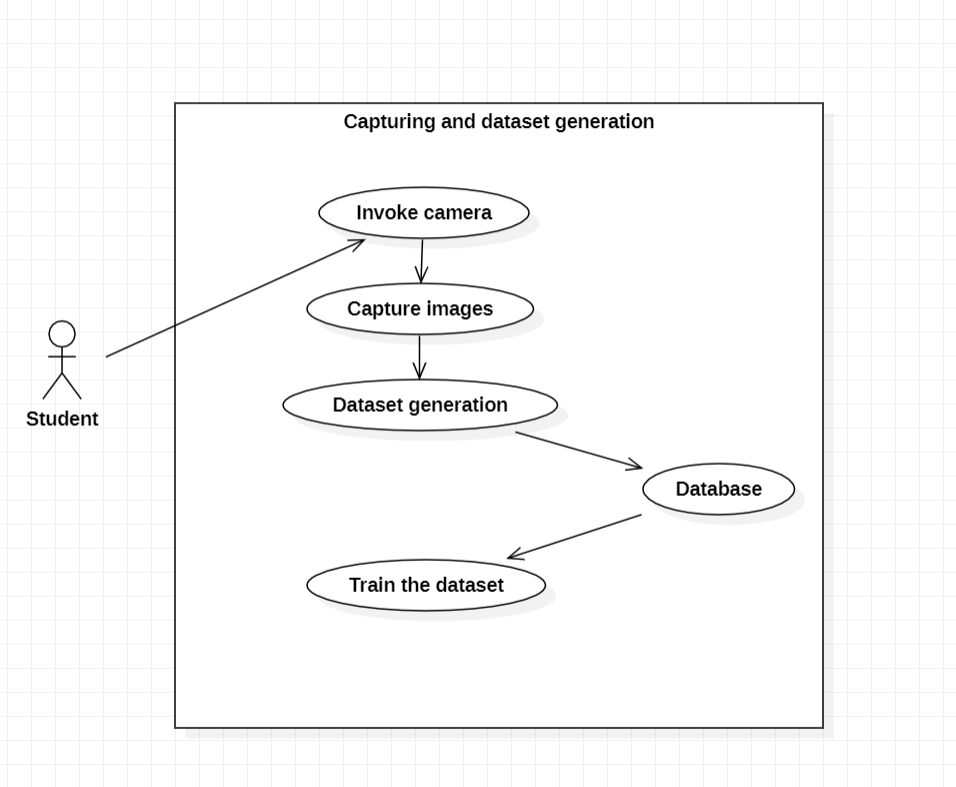 Capturing and dataset generation
Invoke camera
Capture images
Student
Dataset generation
Database
Train the dataset